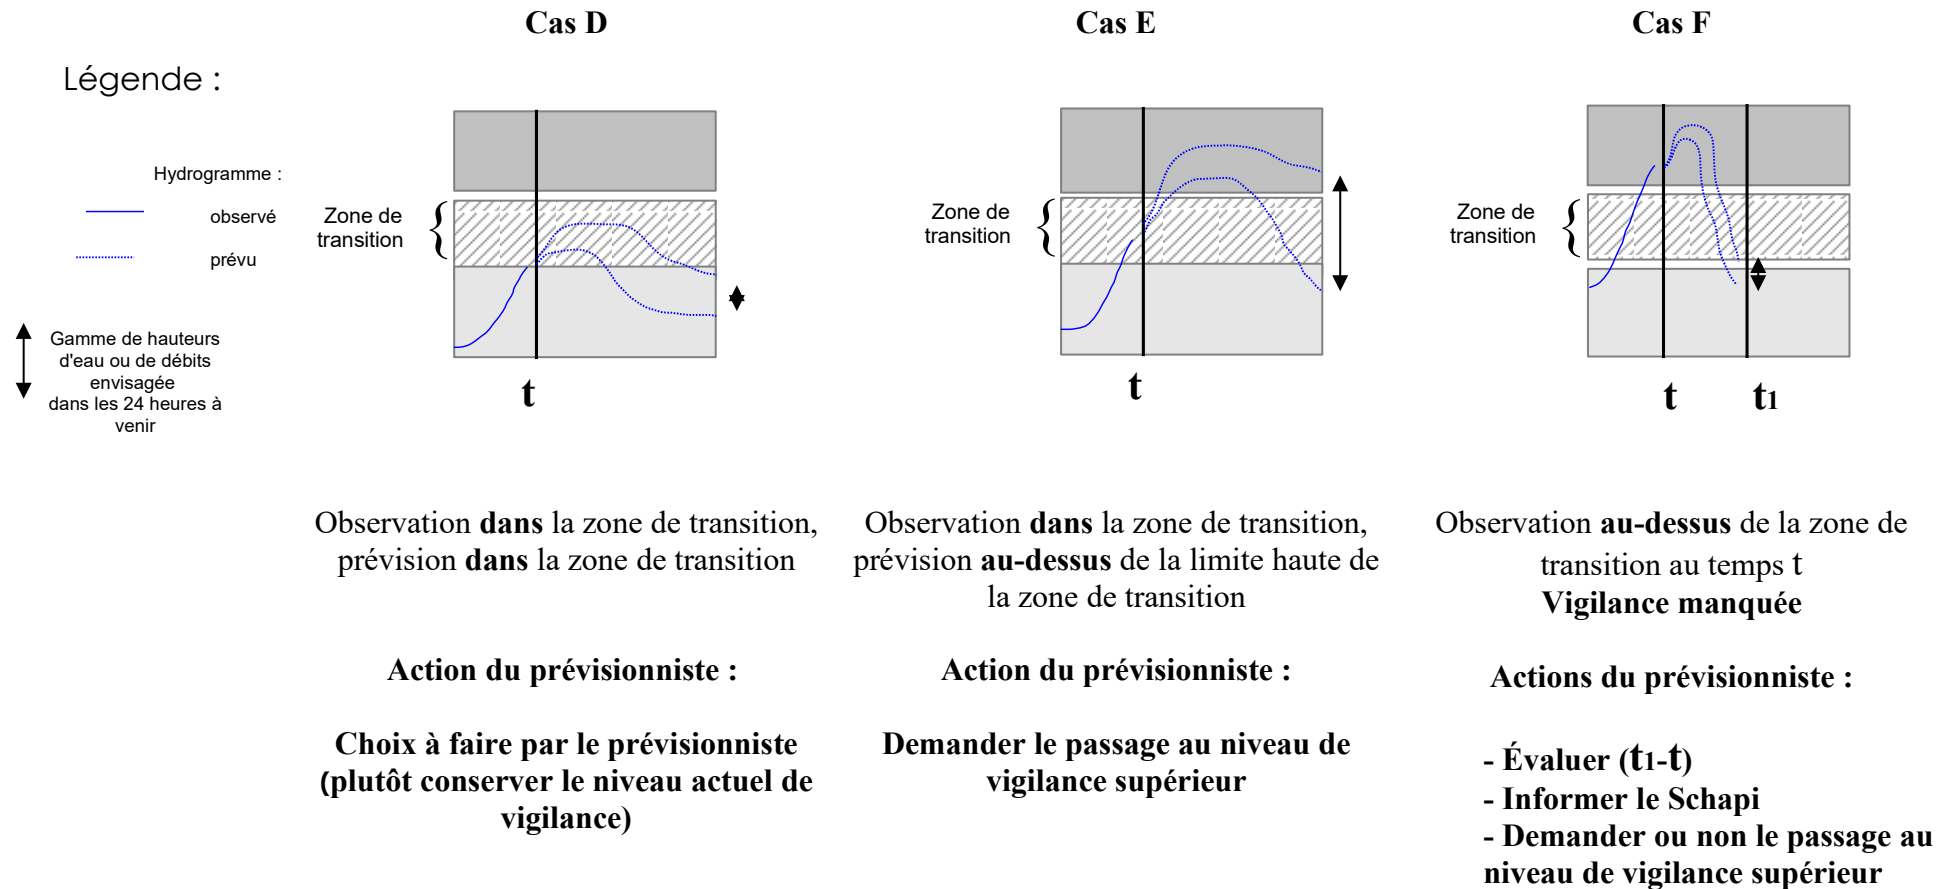 Cas D
Cas E
Cas F
Légende :
Hydrogramme :
observé
prévu
Gamme de hauteurs
d'eau ou de débits
envisagée
dans les 24 heures à
venir
Zone de
transition
t
Zone de
transition
t
Zone de
transition
t
t1
Observation dans la zone de transition,
prévision dans la zone de transition
Action du prévisionniste :
Choix à faire par le prévisionniste
(plutôt conserver le niveau actuel de
vigilance)
Observation dans la zone de transition,
prévision au-dessus de la limite haute de
la zone de transition
Action du prévisionniste :
Demander le passage au niveau de
vigilance supérieur
Observation au-dessus de la zone de
transition au temps t
Vigilance manquée
Actions du prévisionniste :
- Évaluer (t1-t)
- Informer le Schapi
- Demander ou non le passage au
niveau de vigilance supérieur